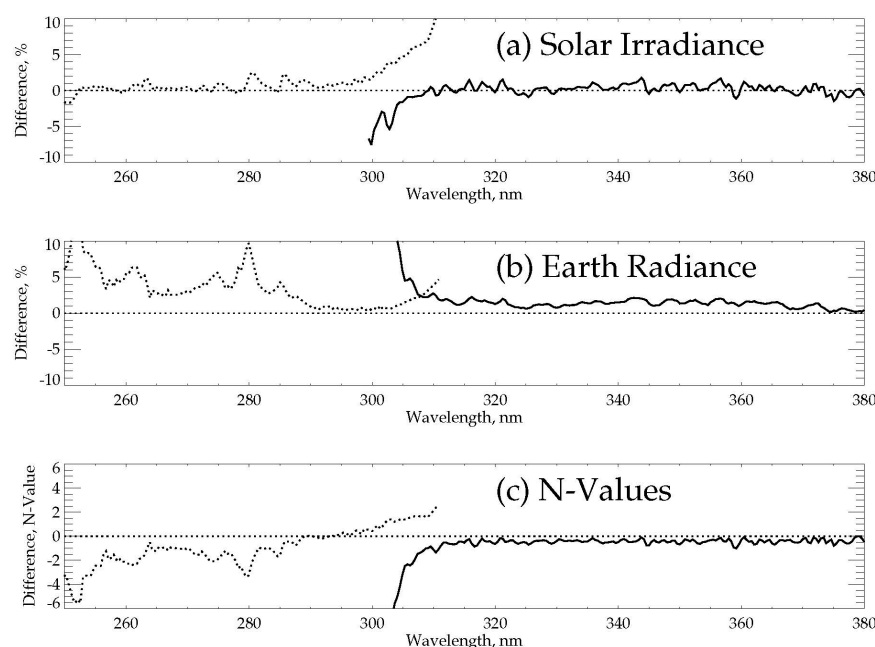 10
5
0
5
-10
Difference, %
(a) Solar Irradiance
260 280 300 320 340 360 380
Wavelength, nm
10
5
0
5
-10
Difference, %
(b) Earth Radiance
260 280 300 320 340 360 380
Wavelength, nm
6
4
2
0
-2
-4
-6
Difference, N-Value
(c) N-Values
260 280 300 320 340 360 380
Wavelength, nm